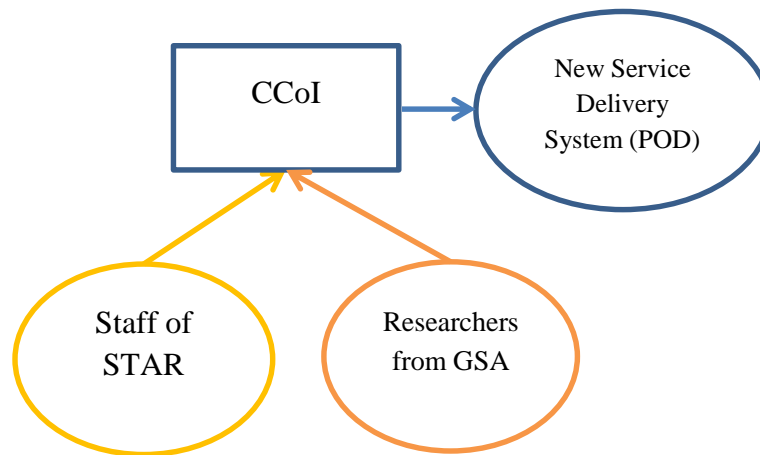 CCoI
New Service
Delivery
System (POD)
Staff of
STAR
Researchers
from GSA